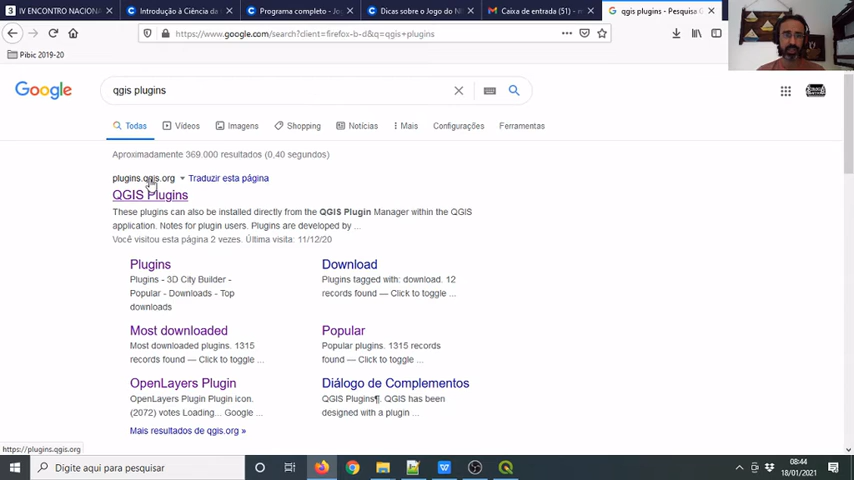 IV ENCONTRO NACIONA
Introdução à Ciência da
Programa completo - Jo
Dicas sobre o Jogo do N
Caixa de entrada (51) - m
qgis plugins - Pesquisa G
https://www.google.com/search?client=firefox-b-d&q=qgis+plugins
Pibic 2019-20
Google
qgis plugins
Todas
Vídeos
Imagens
Shopping
Notícias
Mais
Configurações
Ferramentas
Aproximadamente 369.000 resultados (0,40 segundos)
plugins.qgis.org
Traduzir esta página
QGIS Plugins
These plugins can also be installed directly from the QGIS Plugin Manager within the QGIS
application. Notes for plugin users. Plugins are developed by ...
Você visitou esta página 2 vezes. Última visita: 11/12/20
Plugins
Plugins - 3D City Builder -
Popular - Downloads - Top
downloads
Download
Plugins tagged with: download. 12
records found — Click to toggle ...
Most downloaded
Most downloaded plugins. 1315
records found — Click to toggle ...
Popular
Popular plugins. 1315 records
found — Click to toggle ...
OpenLayers Plugin
OpenLayers Plugin Plugin icon.
(2072) votes Loading... Google ...
Diálogo de Complementos
QGIS Plugins¶. QGIS has been
designed with a plugin ...
Mais resultados de qgis.org »
https://plugins.qgis.org
Digite aqui para pesquisar
08:44
18/01/2021